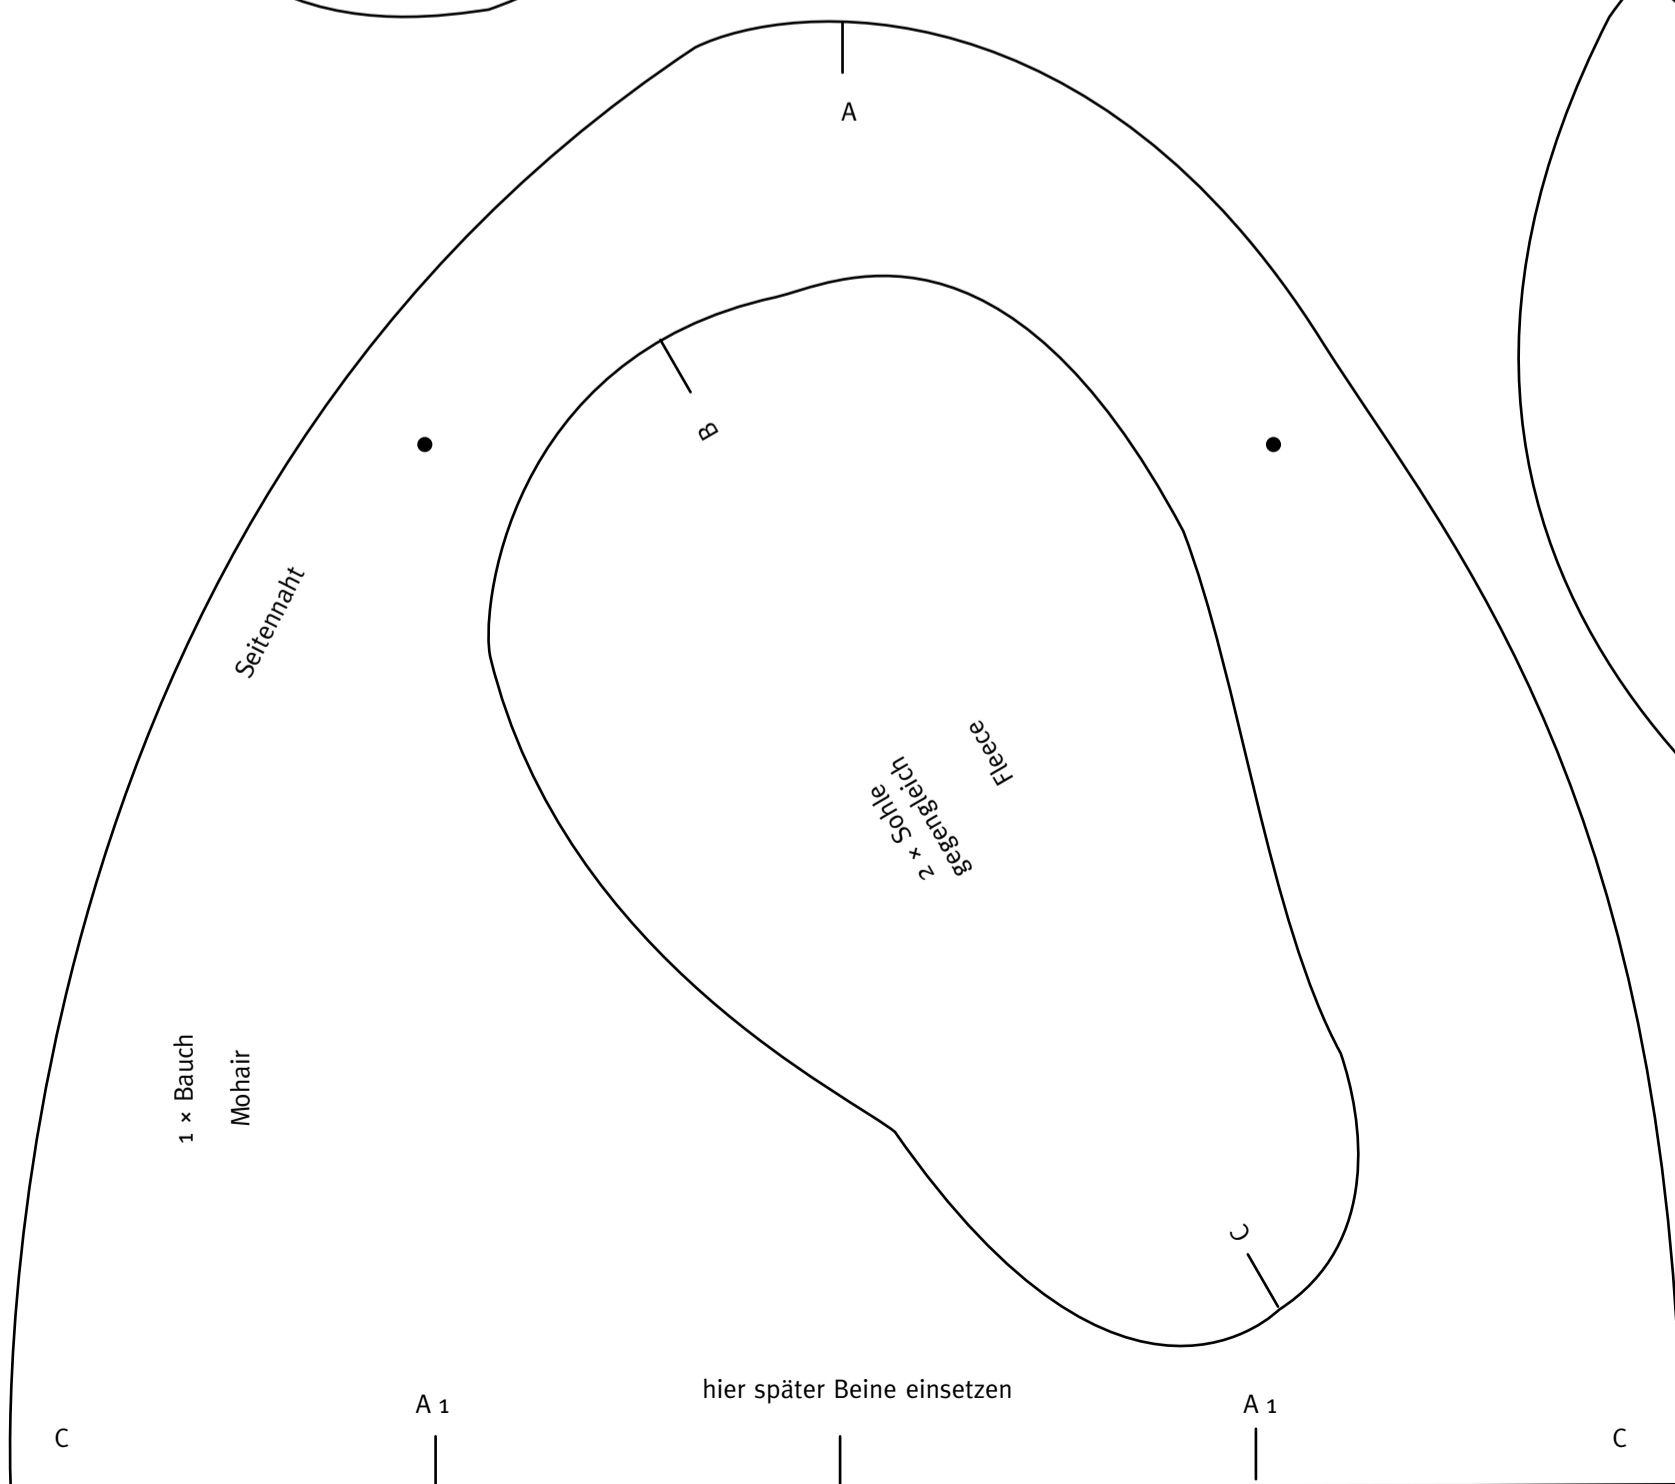 A
B
Seitennaht
Fleece
2 × Sohle
gegengleich
1 × Bauch
Mohair
C
hier später Beine einsetzen
A 1
A 1
C
C